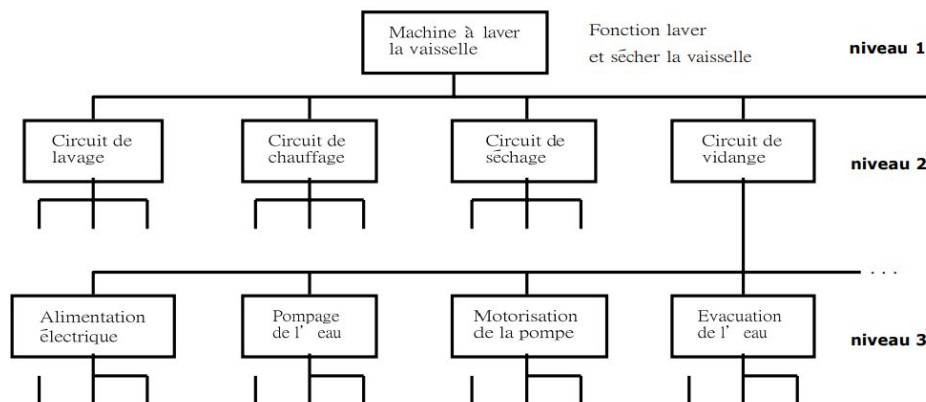 Machine à laver
la vaisselle
Fonction laver
et sécher la vaisselle
niveau 1
Circuit de
lavage
Circuit de
chauffage
Circuit de
séchage
Circuit de
vidange
niveau 2
. . .
Alimentation
électrique
Pompage
de l' eau
Motorisation
de la pompe
Evacuation
de l' eau
niveau 3